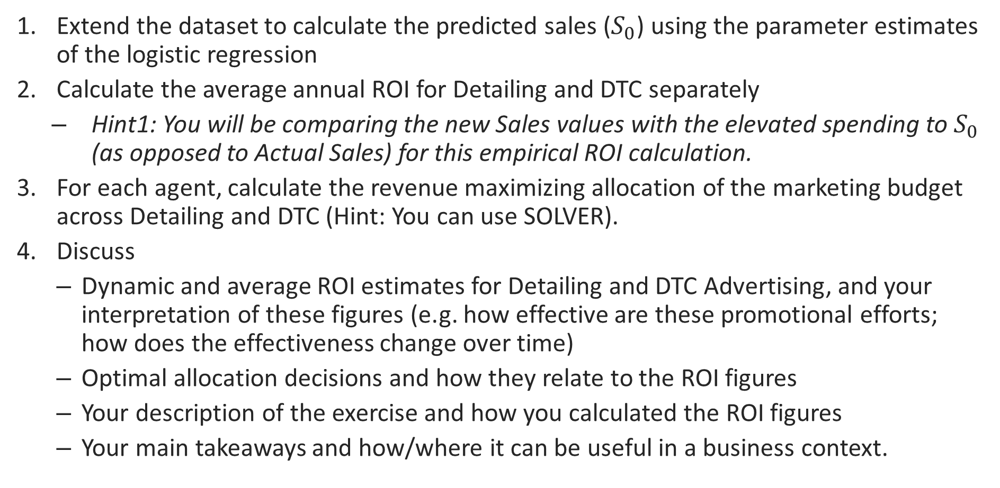 1. Extend the dataset to calculate the predicted sales (S₀) using the parameter estimates
of the logistic regression
2. Calculate the average annual ROI for Detailing and DTC separately
– Hint1: You will be comparing the new Sales values with the elevated spending to S₀
(as opposed to Actual Sales) for this empirical ROI calculation.
3. For each agent, calculate the revenue maximizing allocation of the marketing budget
across Detailing and DTC (Hint: You can use SOLVER).
4. Discuss
– Dynamic and average ROI estimates for Detailing and DTC Advertising, and your
interpretation of these figures (e.g. how effective are these promotional efforts;
how does the effectiveness change over time)
– Optimal allocation decisions and how they relate to the ROI figures
– Your description of the exercise and how you calculated the ROI figures
– Your main takeaways and how/where it can be useful in a business context.